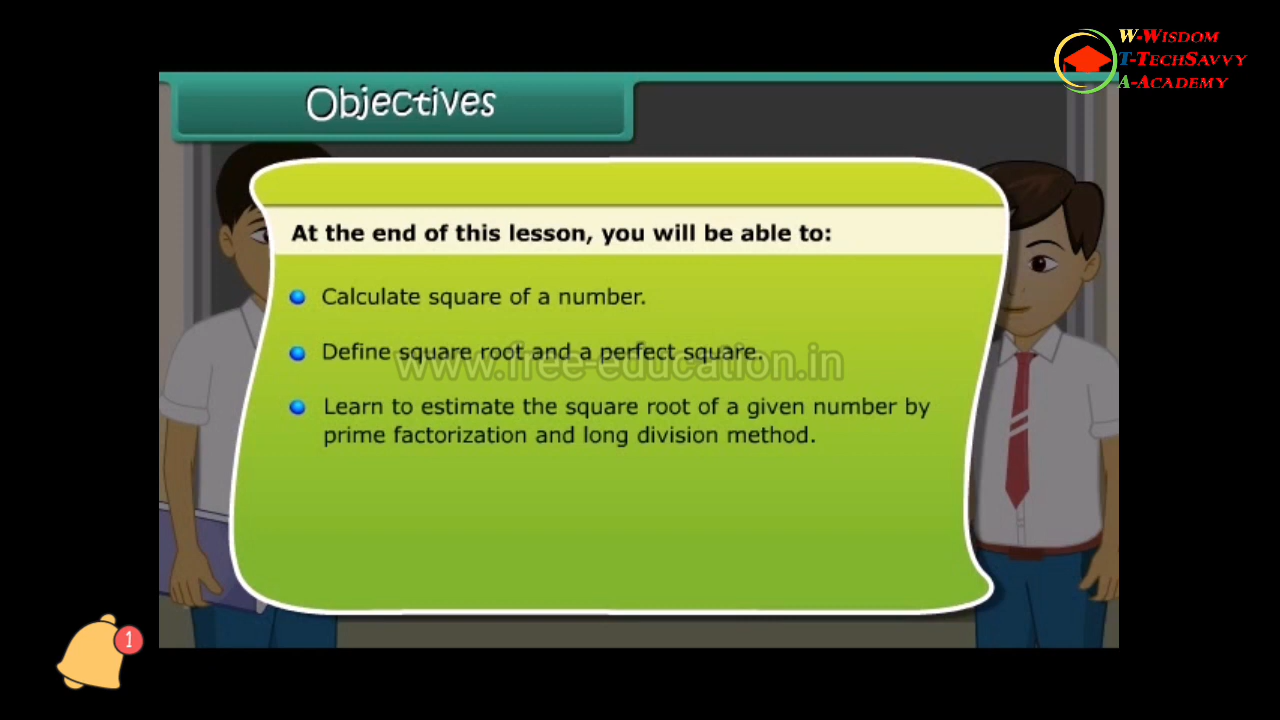 W-Wisdom
T-TechSavvy
A-Academy
Objectives
At the end of this lesson, you will be able to:
Calculate square of a number.
Define square root and a perfect square.
www.free-education.in
Learn to estimate the square root of a given number by
prime factorization and long division method.
1